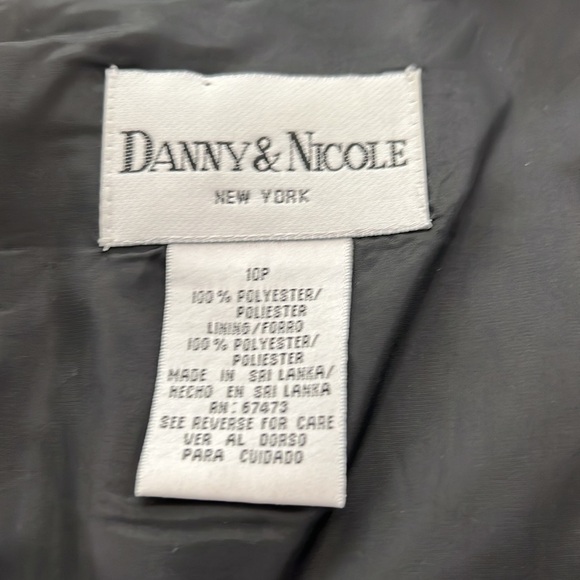 DANNY & NICOLE
NEW YORK
10P
100% POLYESTER/
POLIESTER
LINING/FORRO
100% POLYESTER/
POLIESTER
MADE IN SRI LANKA/
HECHO EN SRI LANKA
RN: 67473
SEE REVERSE FOR CARE
VER AL DORSO
PARA CUIDADO